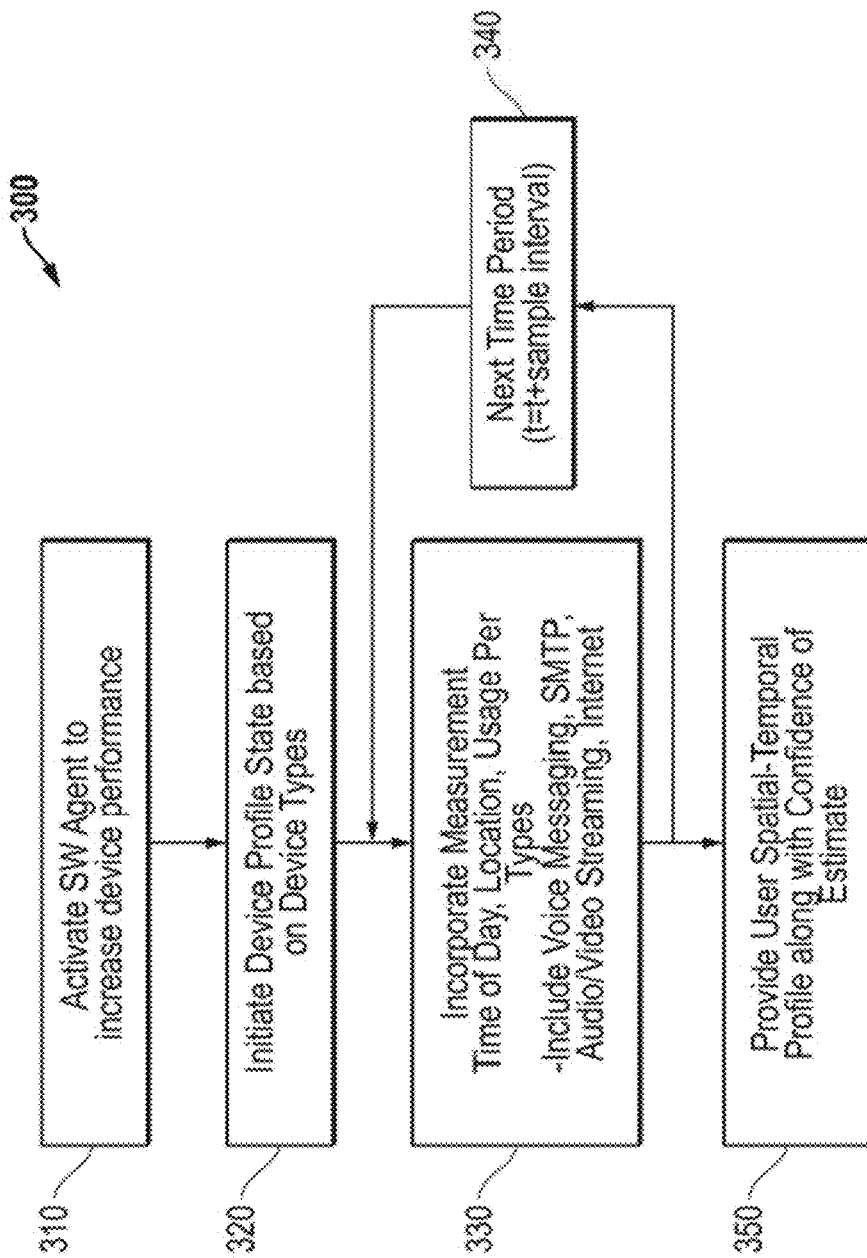 300
310
Activate SW Agent to
increase device performance
320
Initiate Device Profile State based
on Device Types
330
Incorporate Measurement
Time of Day, Location, Usage Per
Types
-Include Voice Messaging, SMTP,
Audio/Video Streaming, Internet
340
Next Time Period
(t=t+sample interval)
350
Provide User Spatial-Temporal
Profile along with Confidence of
Estimate